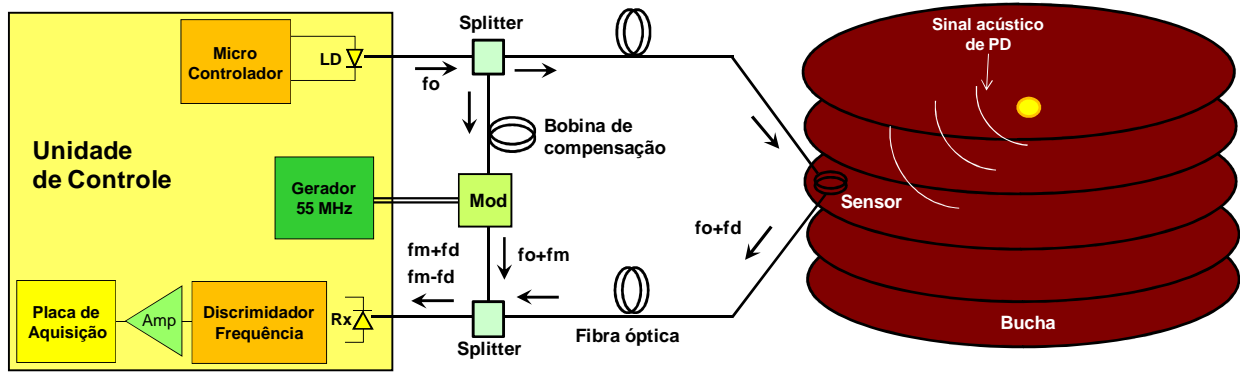 Splitter
Sinal acústico
de PD
Micro
Controlador
LD
fo
Bobina de
compensação
Unidade
de Controle
Gerador
55 MHz
Mod
Sensor
fo+fd
fm+fd
fm-fd
fo+fm
Placa de
Aquisição
Amp
Discrimidador
Frequência
Rx
Splitter
Fibra óptica
Bucha